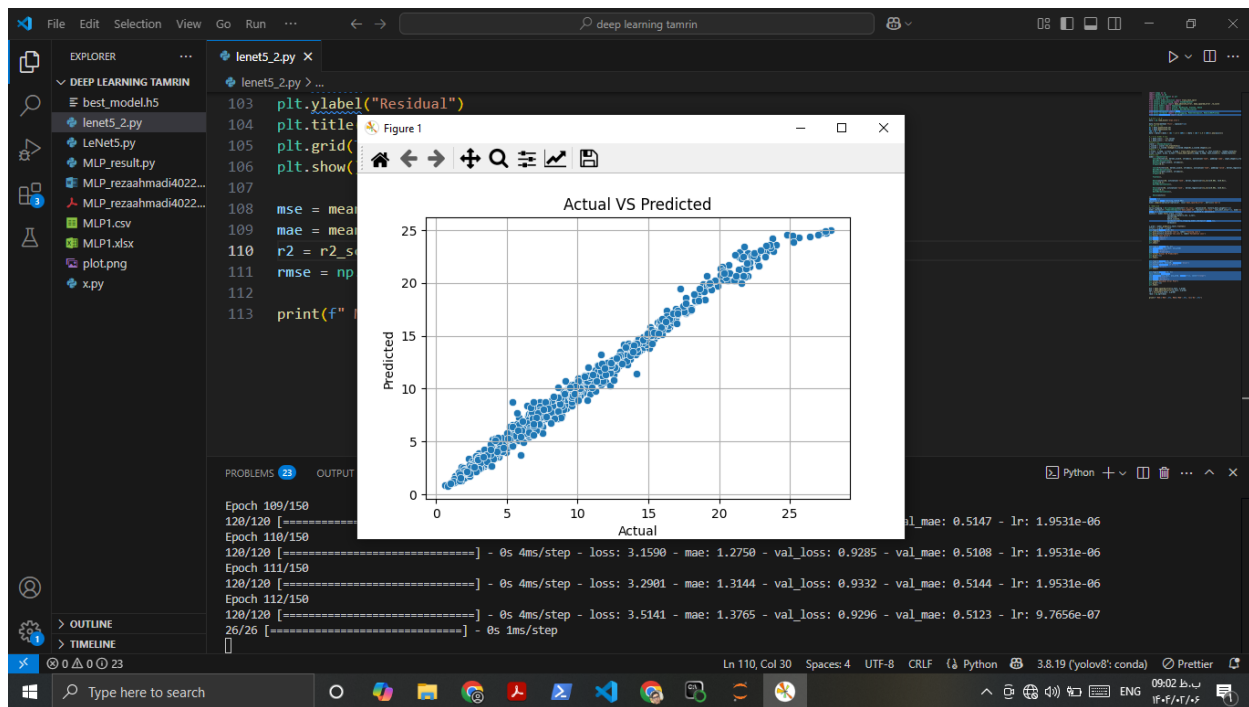 File Edit Selection View Go Run ··· deep learning tamrin
EXPLORER ···
DEEP LEARNING TAMRIN
best_model.h5
lenet5_2.py
LeNet5.py
MLP_result.py
MLP_rezaahmadi4022...
MLP_rezaahmadi4022...
MLP1.csv
MLP1.xlsx
plot.png
x.py
OUTLINE
TIMELINE
3
1
lenet5_2.py
lenet5_2.py > ...
103 plt.ylabel("Residual")
104 plt.title
105 plt.grid(
106 plt.show(
107
108 mse = mean
109 mae = mean
110 r2 = r2_sc
111 rmse = np
112
113 print(f"
Figure 1
Actual VS Predicted
25
20
15
10
5
0
Predicted
0 5 10 15 20 25
Actual
PROBLEMS 23 OUTPUT Python
Epoch 109/150
120/120 [========== al_mae: 0.5147 - lr: 1.9531e-06
Epoch 110/150
120/120 [==============================] - 0s 4ms/step - loss: 3.1590 - mae: 1.2750 - val_loss: 0.9285 - val_mae: 0.5108 - lr: 1.9531e-06
Epoch 111/150
120/120 [==============================] - 0s 4ms/step - loss: 3.2901 - mae: 1.3144 - val_loss: 0.9332 - val_mae: 0.5144 - lr: 1.9531e-06
Epoch 112/150
120/120 [==============================] - 0s 4ms/step - loss: 3.5141 - mae: 1.3765 - val_loss: 0.9296 - val_mae: 0.5123 - lr: 9.7656e-07
26/26 [==============================] - 0s 1ms/step
0 0 23 Ln 110, Col 30 Spaces: 4 UTF-8 CRLF Python 3.8.19 ('yolov8': conda) Prettier
Type here to search ENG 09:02 ب.ظ
۱۴۰۴/۰۲/۰۶
1